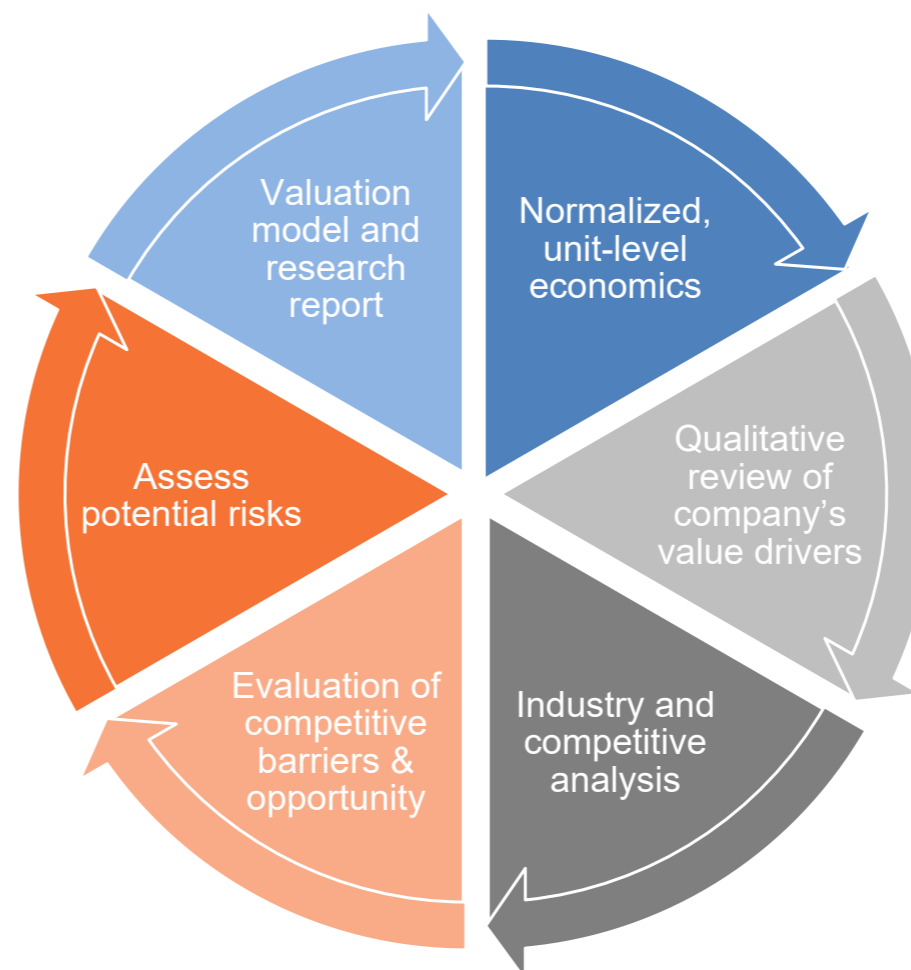 Normalized,
unit-level
economics
Qualitative
review of
company’s
value drivers
Industry and
competitive
analysis
Evaluation of
competitive
barriers &
opportunity
Assess
potential risks
Valuation
model and
research
report